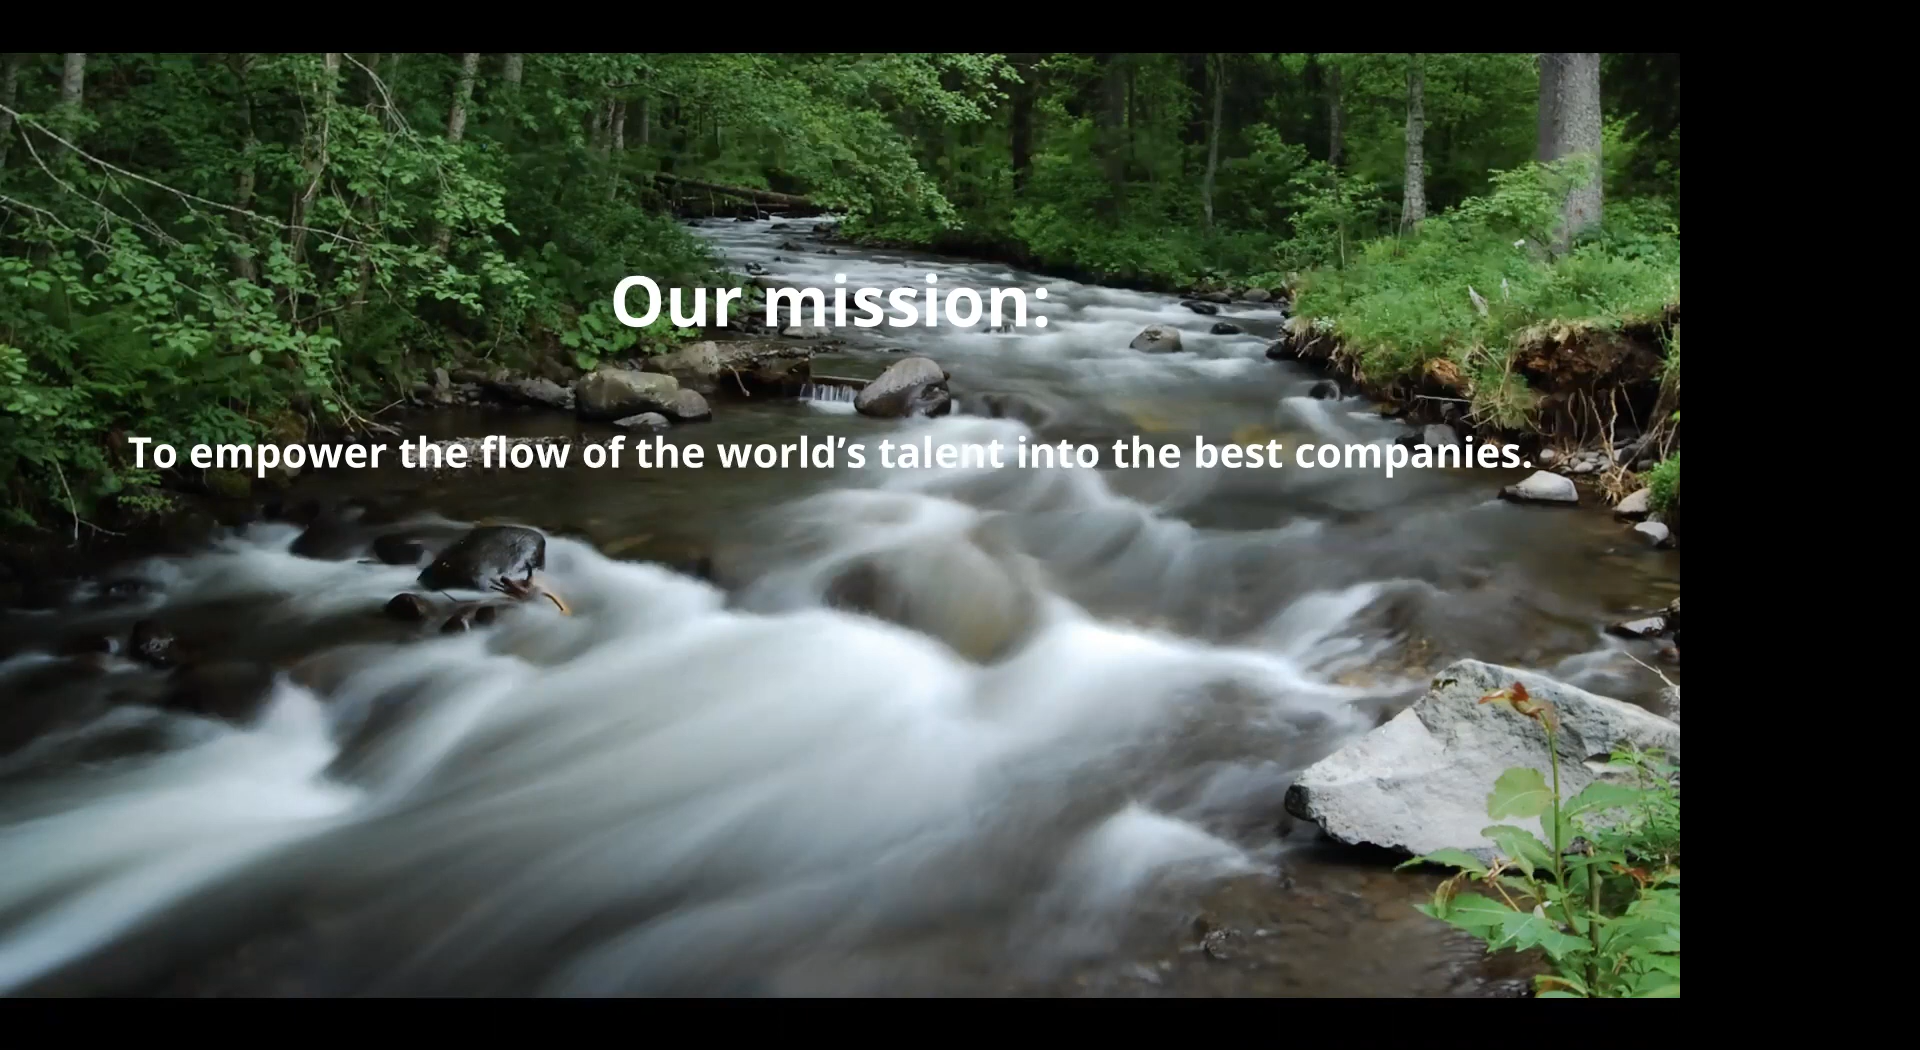 Our mission:
To empower the flow of the world’s talent into the best companies.